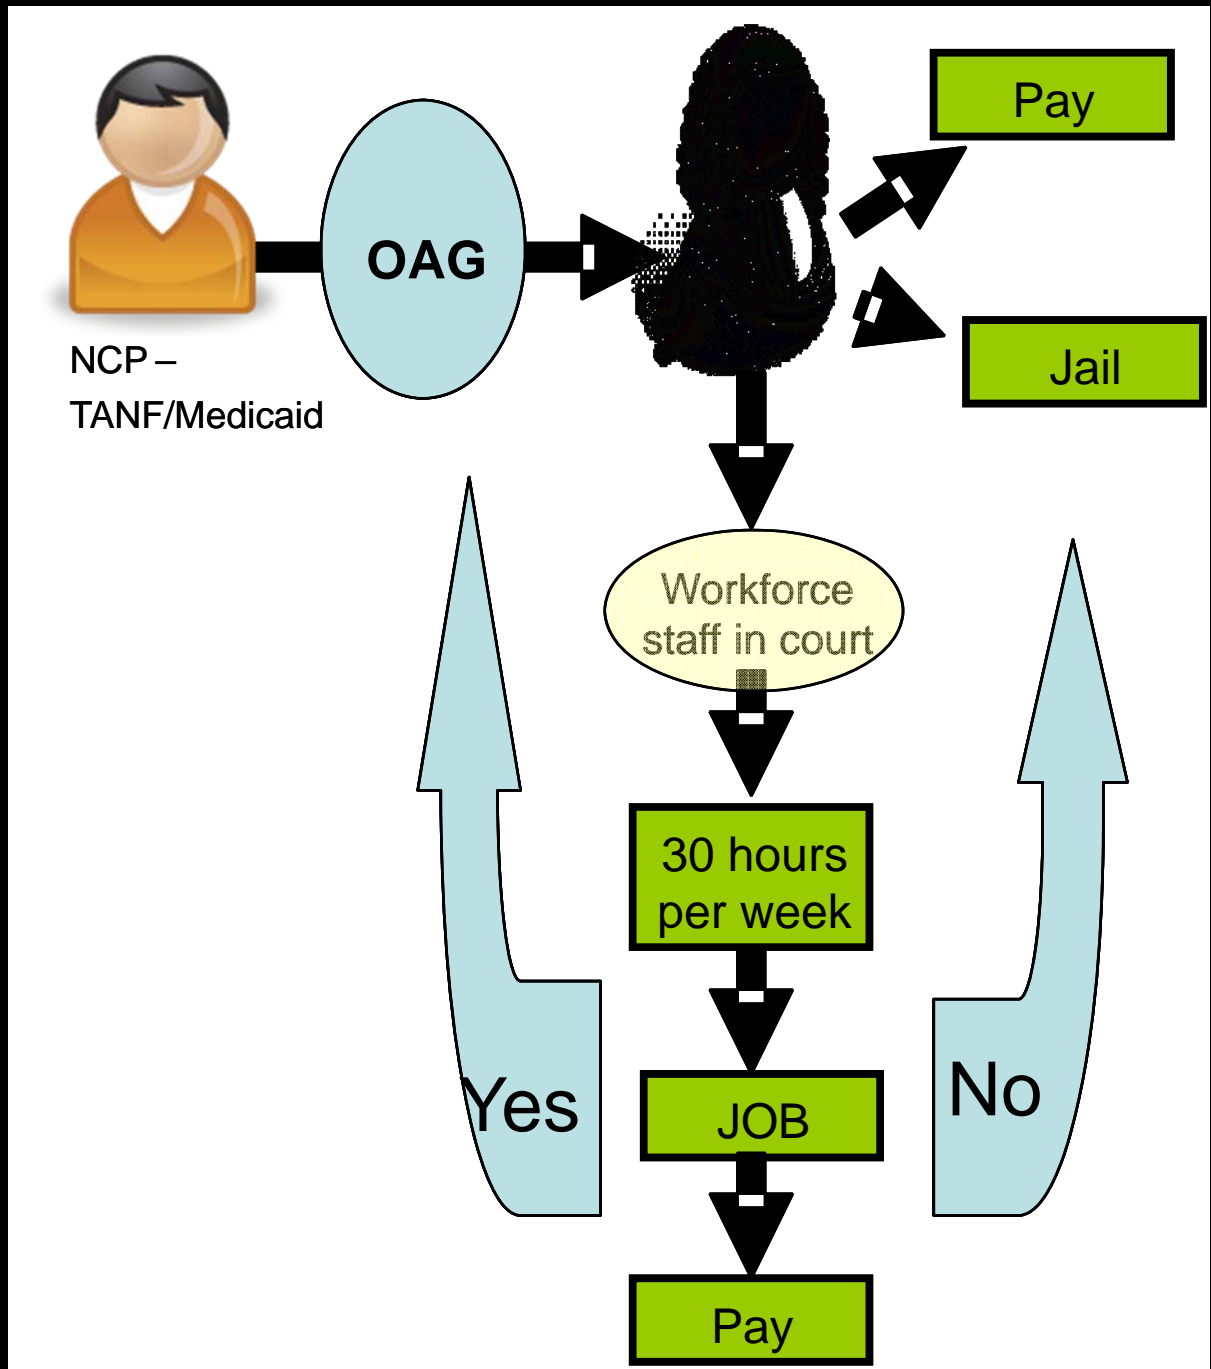 Pay
OAG
NCP –
TANF/Medicaid
Jail
Workforce
staff in court
30 hours
per week
Yes
No
JOB
Pay